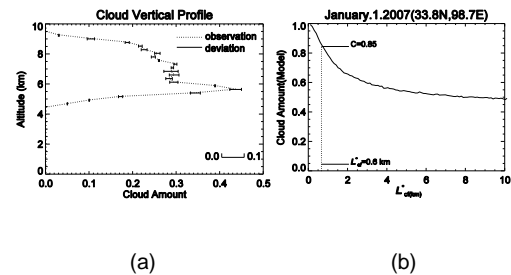 Cloud Vertical Profile
10
8
6
4
2
0
Altitude (km)
observation
deviation
0.0 0.1
0.0 0.1 0.2 0.3 0.4 0.5
Cloud Amount
(a)
January.1.2007(33.8N,98.7E)
1.0
0.8
0.6
0.4
0.2
0.0
Cloud Amount(Model)
C=0.85
L*cf=0.6 km
0 2 4 6 8 10
L*cf(km)
(b)